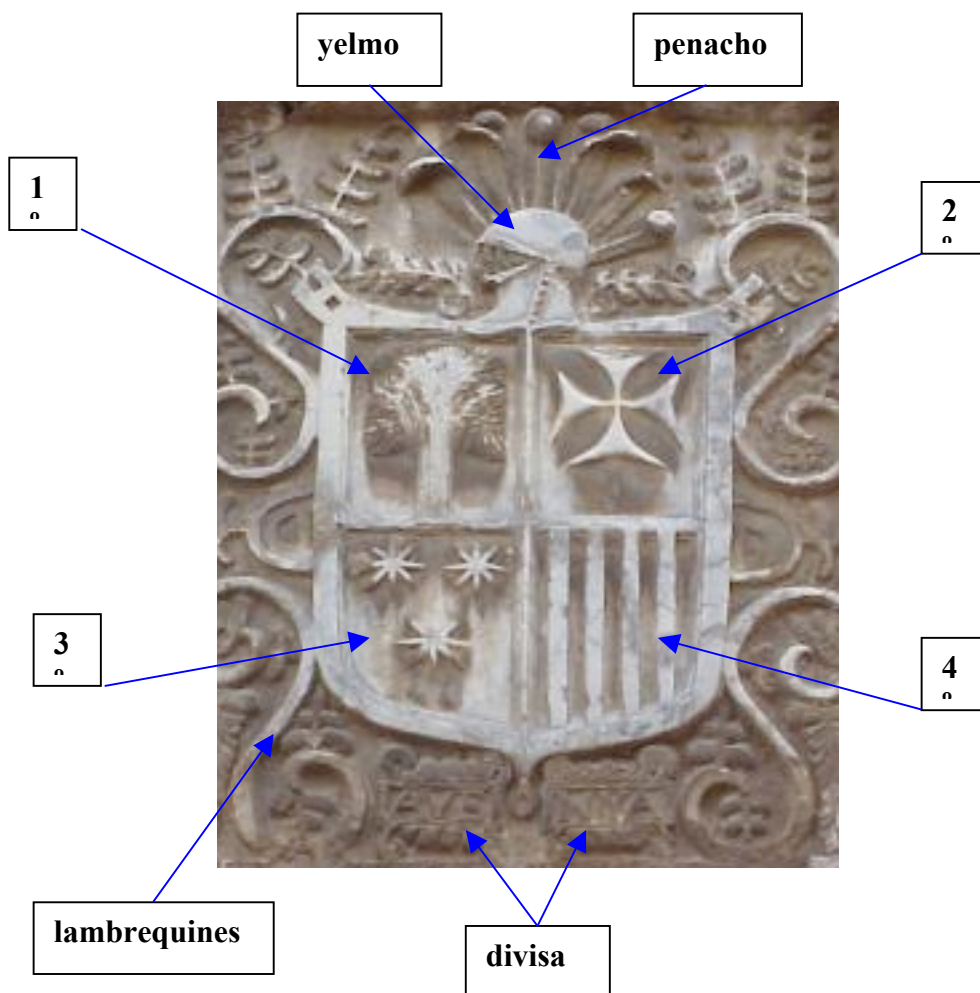 yelmo
penacho
1
º
2
º
3
º
4
º
lambrequines
divisa